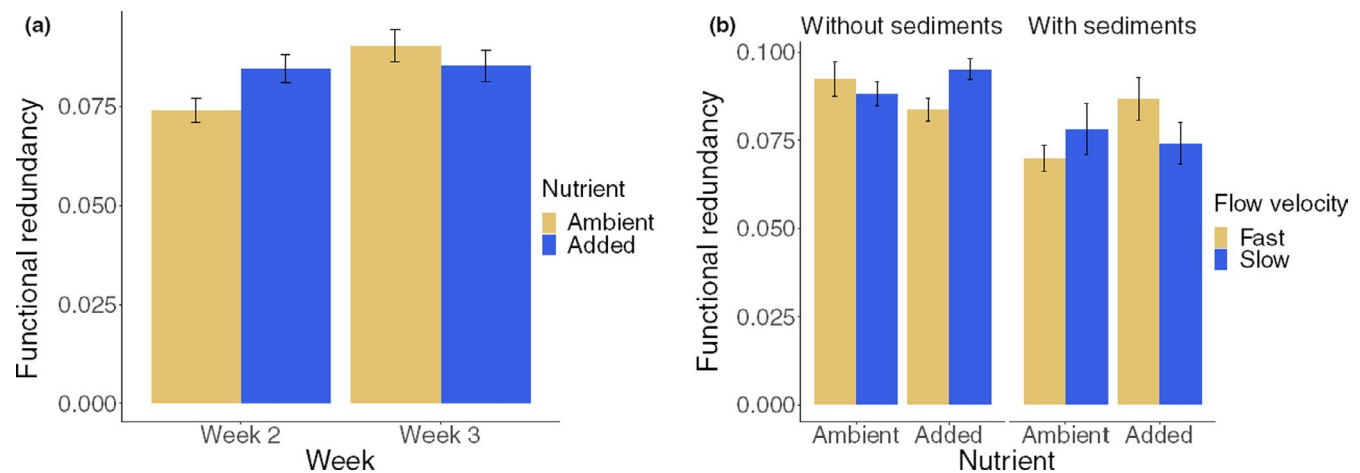 (a)
Functional redundancy
0.075
0.050
0.025
0.000
Week 2 Week 3
Week
Nutrient
Ambient
Added
(b)
Without sediments With sediments
Functional redundancy
0.100
0.075
0.050
0.025
0.000
Ambient Added Ambient Added
Nutrient
Flow velocity
Fast
Slow